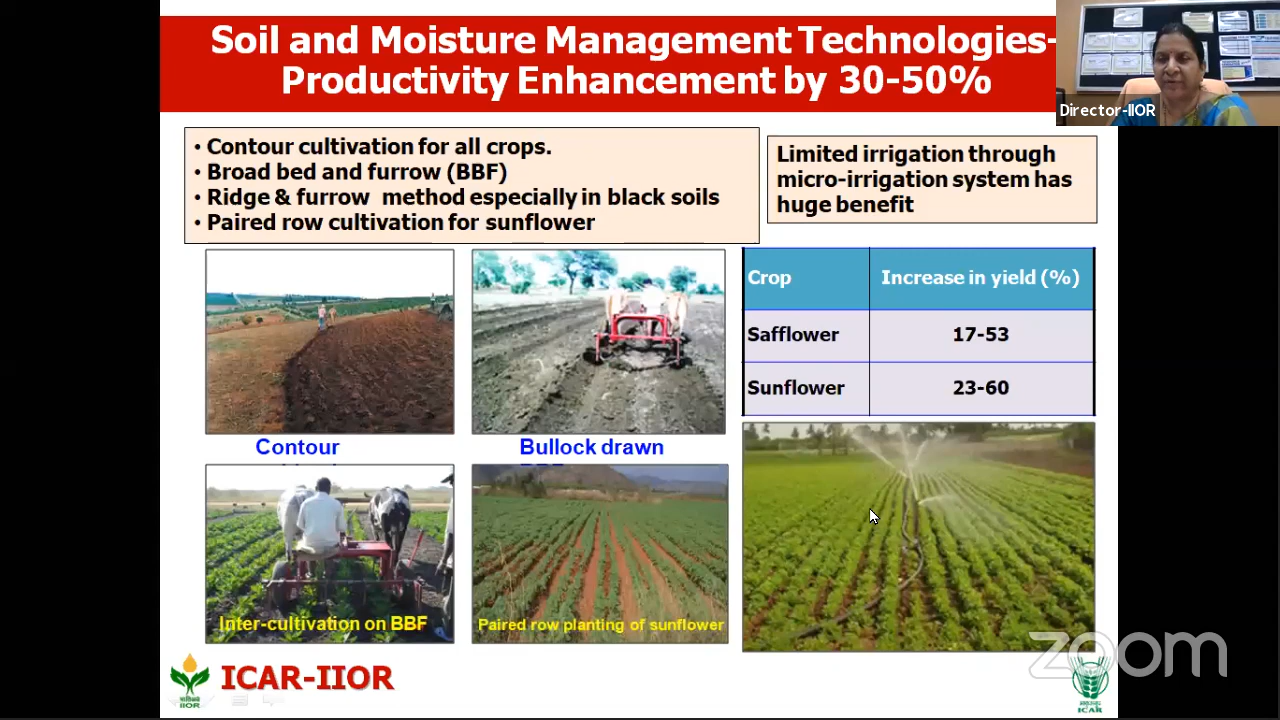 Soil and Moisture Management Technologies-
Productivity Enhancement by 30-50%
Director-IIOR
• Contour cultivation for all crops.
• Broad bed and furrow (BBF)
• Ridge & furrow method especially in black soils
• Paired row cultivation for sunflower
Limited irrigation through
micro-irrigation system has
huge benefit
Crop Increase in yield (%)
Safflower 17-53
Sunflower 23-60
Contour
Bullock drawn
Inter-cultivation on BBF
Paired row planting of sunflower
zoom
ICAR-IIOR
IIOR
ICAR